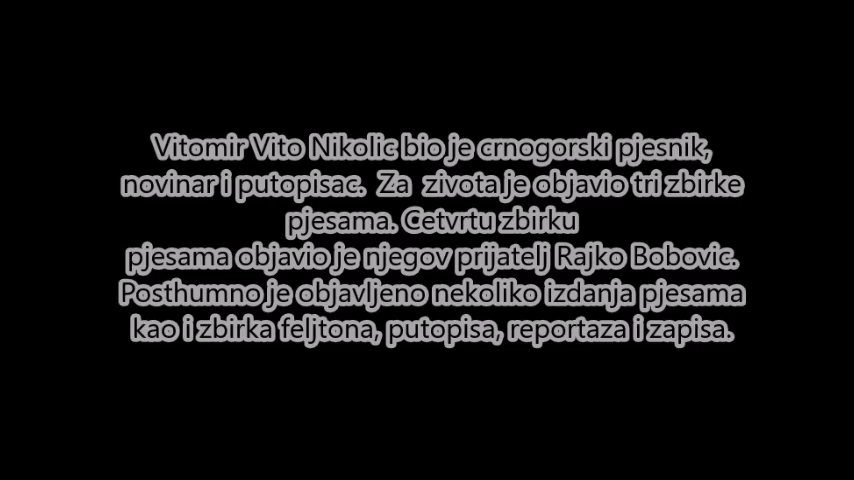 Vitomir Vito Nikolic bio je crnogorski pjesnik,
novinar i putopisac.  Za  zivota je objavio tri zbirke
pjesama. Cetvrtu zbirku
pjesama objavio je njegov prijatelj Rajko Bobovic.
Posthumno je objavljeno nekoliko izdanja pjesama
kao i zbirka feljtona, putopisa, reportaza i zapisa.